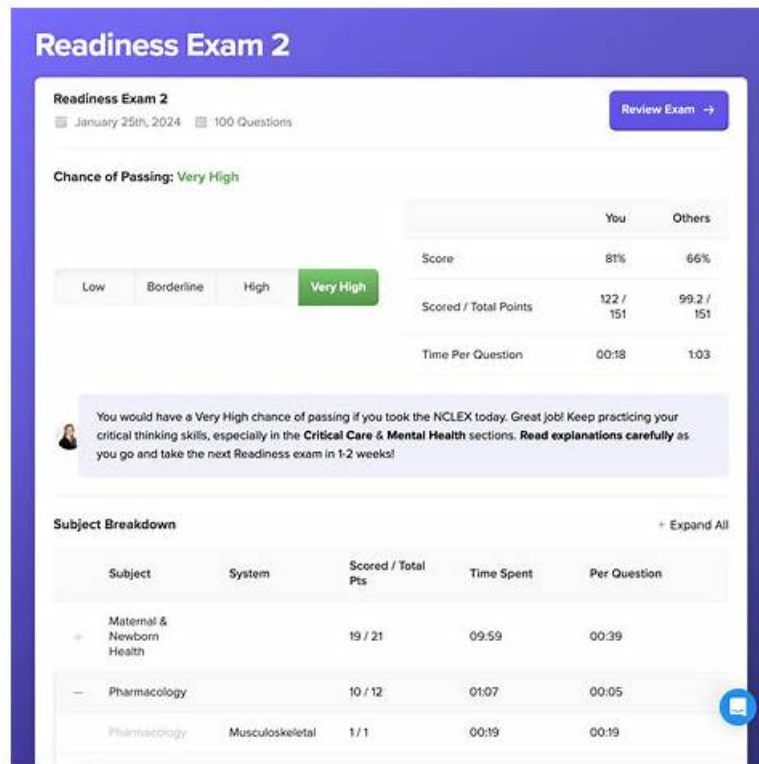 Readiness Exam 2
Readiness Exam 2
January 25th, 2024 100 Questions
Review Exam →
Chance of Passing: Very High
Low Borderline High Very High
You Others
Score 81% 66%
Scored / Total Points 122 / 151 99.2 / 151
Time Per Question 00:18 1:03
You would have a Very High chance of passing if you took the NCLEX today. Great job! Keep practicing your
critical thinking skills, especially in the Critical Care & Mental Health sections. Read explanations carefully as
you go and take the next Readiness exam in 1-2 weeks!
Subject Breakdown
+ Expand All
Subject System Scored / Total Pts Time Spent Per Question
+ Maternal & Newborn Health 19 / 21 09:59 00:39
– Pharmacology 10 / 12 01:07 00:05
Pharmacology Musculoskeletal 1 / 1 00:19 00:19